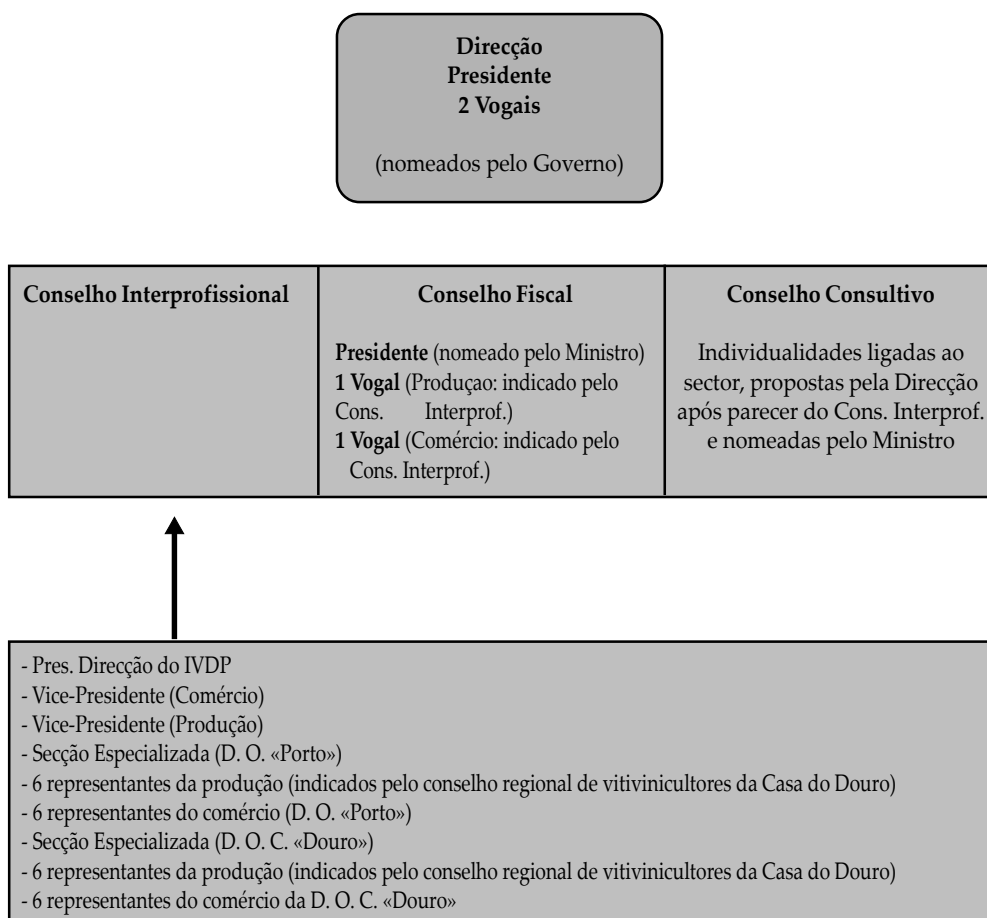 Direcção
Presidente
2 Vogais
(nomeados pelo Governo)
Conselho Interprofissional
Conselho Fiscal
Presidente (nomeado pelo Ministro)
1 Vogal (Produçao: indicado pelo
Cons. Interprof.)
1 Vogal (Comércio: indicado pelo
Cons. Interprof.)
Conselho Consultivo
Individualidades ligadas ao
sector, propostas pela Direcção
após parecer do Cons. Interprof.
e nomeadas pelo Ministro
- Pres. Direcção do IVDP
- Vice-Presidente (Comércio)
- Vice-Presidente (Produção)
- Secção Especializada (D. O. «Porto»)
- 6 representantes da produção (indicados pelo conselho regional de vitivinicultores da Casa do Douro)
- 6 representantes do comércio (D. O. «Porto»)
- Secção Especializada (D. O. C. «Douro»)
- 6 representantes da produção (indicados pelo conselho regional de vitivinicultores da Casa do Douro)
- 6 representantes do comércio da D. O. C. «Douro»